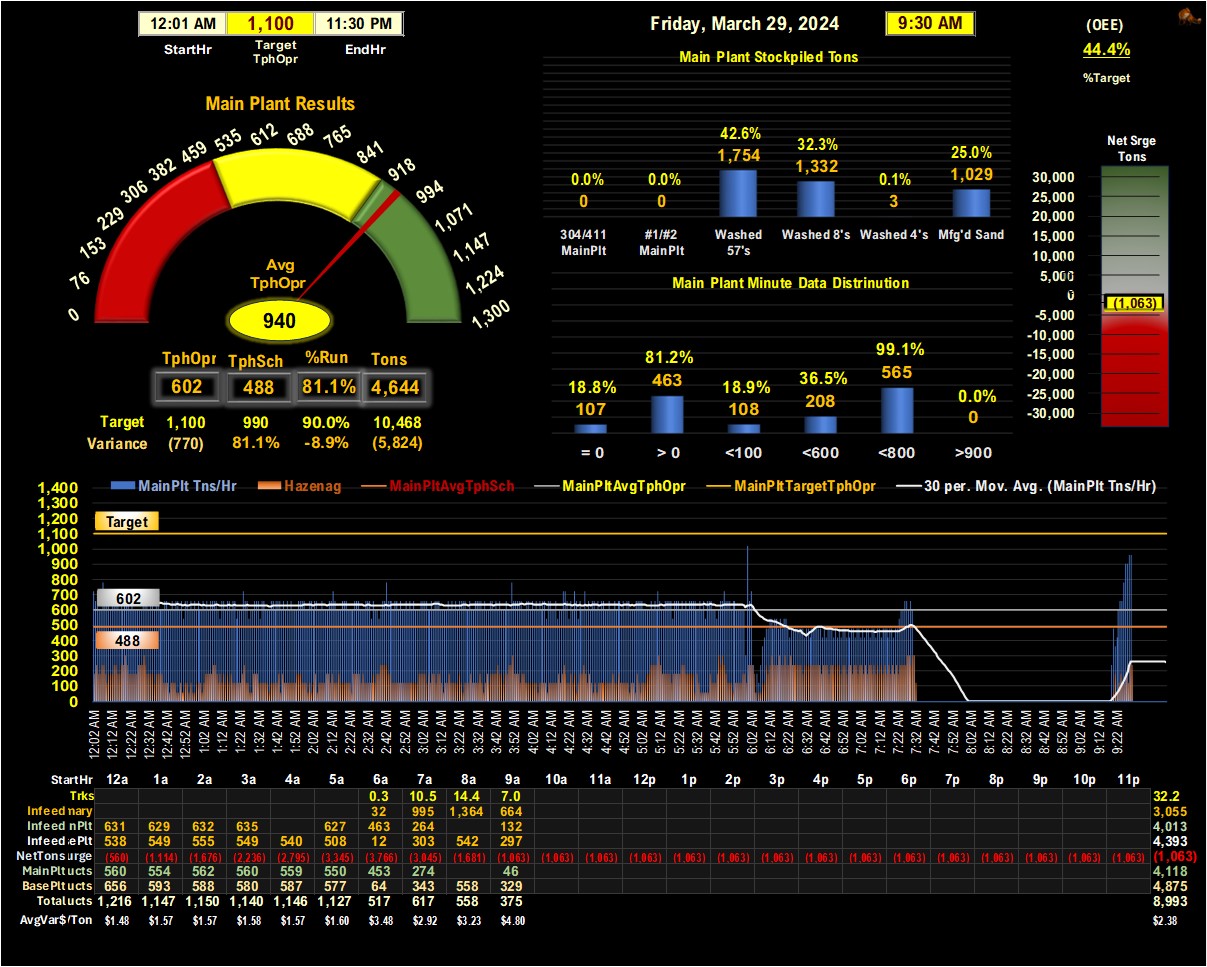 12:01 AM 1,100 11:30 PM
StartHr Target TphOpr EndHr
Friday, March 29, 2024 9:30 AM
(OEE)
44.4%
%Target
Main Plant Results
0 76 153 229 306 382 459 535 612 688 765 841 918 994 1,071 1,147 1,224 1,300
Avg
TphOpr
940
TphOpr TphSch %Run Tons
602 488 81.1% 4,644
Target 1,100 990 90.0% 10,468
Variance (770) 81.1% -8.9% (5,824)
Main Plant Stockpiled Tons
0.0% 0.0% 42.6% 32.3% 0.1% 25.0%
0 0 1,754 1,332 3 1,029
304/411 MainPlt #1/#2 MainPlt Washed 57's Washed 8's Washed 4's Mfg'd Sand
Main Plant Minute Data Distrinution
18.8% 81.2% 18.9% 36.5% 99.1% 0.0%
107 463 108 208 565 0
= 0 > 0 <100 <600 <800 >900
Net Srge
Tons
30,000
25,000
20,000
15,000
10,000
5,000
0
(1,063)
-5,000
-10,000
-15,000
-20,000
-25,000
-30,000
MainPlt Tns/Hr Hazenag MainPltAvgTphSch MainPltAvgTphOpr MainPltTargetTphOpr 30 per. Mov. Avg. (MainPlt Tns/Hr)
1,400
1,300
1,200
Target
1,100
1,000
900
800
700
602
600
500
488
400
300
200
100
0
12:02 AM 12:12 AM 12:22 AM 12:32 AM 12:42 AM 12:52 AM 1:02 AM 1:12 AM 1:22 AM 1:32 AM 1:42 AM 1:52 AM 2:02 AM 2:12 AM 2:22 AM 2:32 AM 2:42 AM 2:52 AM 3:02 AM 3:12 AM 3:22 AM 3:32 AM 3:42 AM 3:52 AM 4:02 AM 4:12 AM 4:22 AM 4:32 AM 4:42 AM 4:52 AM 5:02 AM 5:12 AM 5:22 AM 5:32 AM 5:42 AM 5:52 AM 6:02 AM 6:12 AM 6:22 AM 6:32 AM 6:42 AM 6:52 AM 7:02 AM 7:12 AM 7:22 AM 7:32 AM 7:42 AM 7:52 AM 8:02 AM 8:12 AM 8:22 AM 8:32 AM 8:42 AM 8:52 AM 9:02 AM 9:12 AM 9:22 AM
StartHr 12a 1a 2a 3a 4a 5a 6a 7a 8a 9a 10a 11a 12p 1p 2p 3p 4p 5p 6p 7p 8p 9p 10p 11p
Trks 0.3 10.5 14.4 7.0 32.2
Infeed nary 32 995 1,364 664 3,055
Infeed nPlt 631 629 632 635 627 463 264 132 4,013
Infeed ePlt 538 549 555 549 540 508 12 303 542 297 4,393
NetTons urge (560) (1,114) (1,676) (2,236) (2,795) (3,345) (3,766) (3,045) (1,681) (1,063) (1,063) (1,063) (1,063) (1,063) (1,063) (1,063) (1,063) (1,063) (1,063) (1,063) (1,063) (1,063) (1,063) (1,063) (1,063)
MainPlt ucts 560 554 562 560 559 550 453 274 46 4,118
BasePlt ucts 656 593 588 580 587 577 64 343 558 329 4,875
Total ucts 1,216 1,147 1,150 1,140 1,146 1,127 517 617 558 375 8,993
AvgVar$/Ton $1.48 $1.57 $1.57 $1.58 $1.57 $1.60 $3.48 $2.92 $3.23 $4.80 $2.38